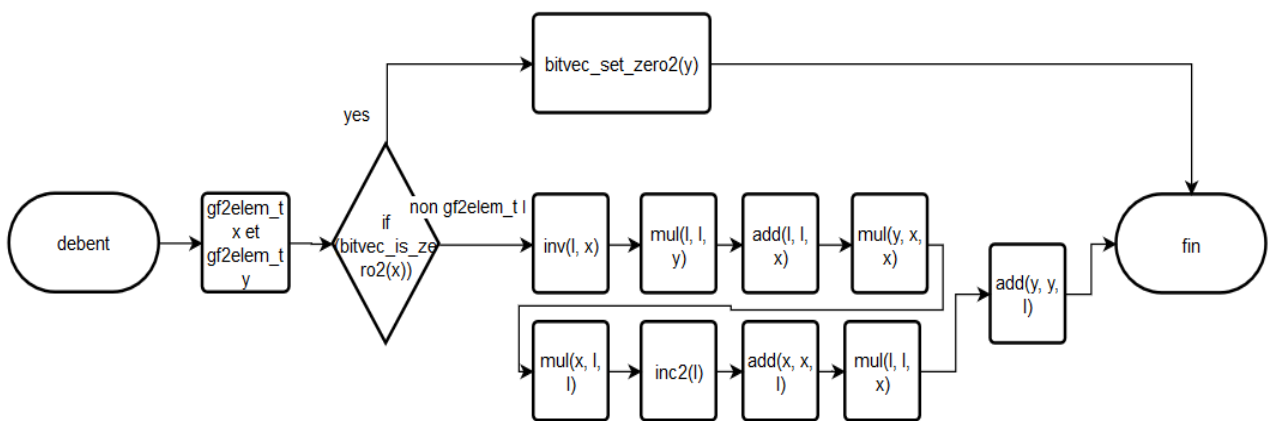 bitvec_set_zero2(y)
yes
debent
gf2elem_t
x et
gf2elem_t
y
if
(bitvec_is_ze
ro2(x))
non gf2elem_t l
inv(l, x)
mul(l, l,
y)
add(l, l,
x)
mul(y, x,
x)
fin
add(y, y,
l)
mul(x, l,
l)
inc2(l)
add(x, x,
l)
mul(l, l,
x)